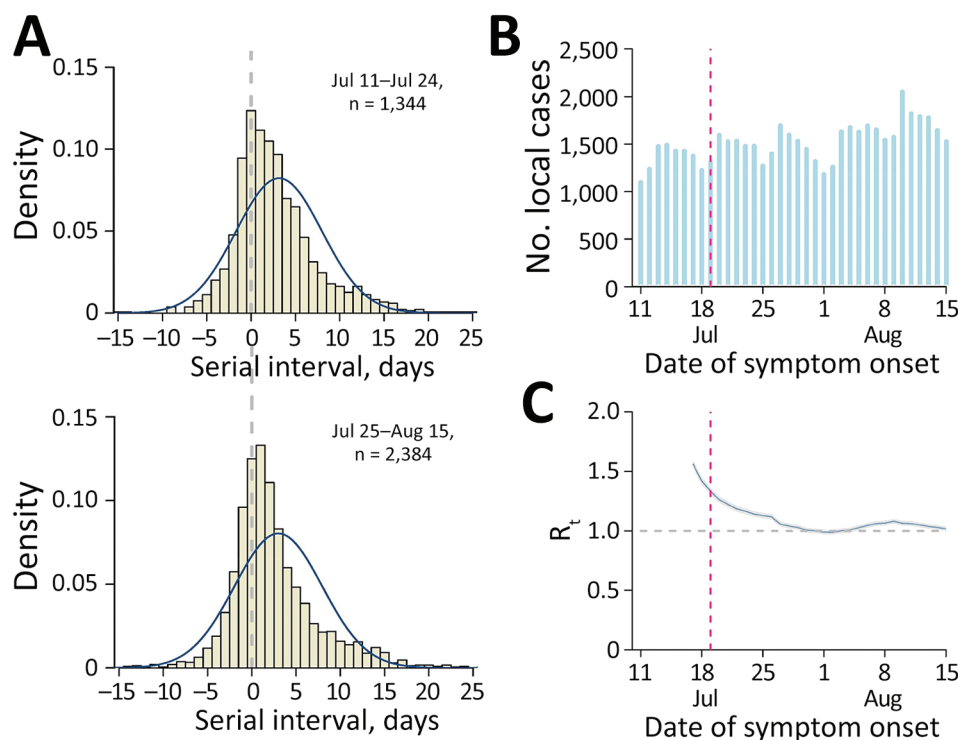 A
Density
0.15
0.10
0.05
0
Jul 11–Jul 24,
n = 1,344
–15 –10 –5 0 5 10 15 20 25
Serial interval, days
Density
0.15
0.10
0.05
0
Jul 25–Aug 15,
n = 2,384
–15 –10 –5 0 5 10 15 20 25
Serial interval, days
B
No. local cases
2,500
2,000
1,500
1,000
500
0
11 18 25 1 8 15
Jul Aug
Date of symptom onset
C
Rt
2.0
1.5
1.0
0.5
0
11 18 25 1 8 15
Jul Aug
Date of symptom onset